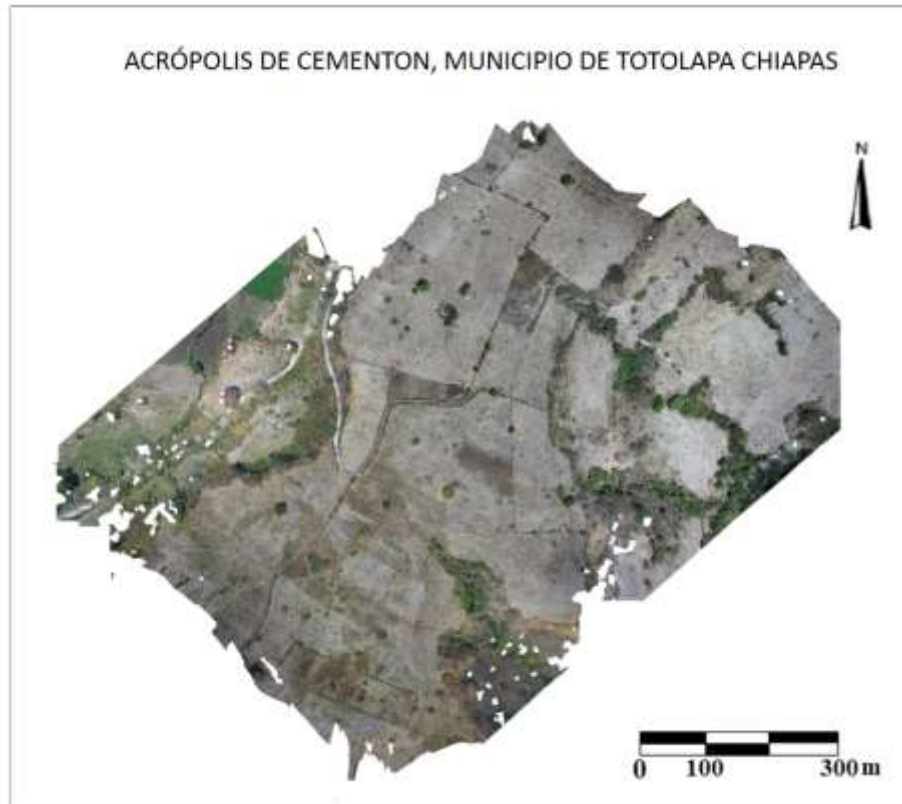 ACRÓPOLIS DE CEMENTON, MUNICIPIO DE TOTOLAPA CHIAPAS
N
0 100 300 m